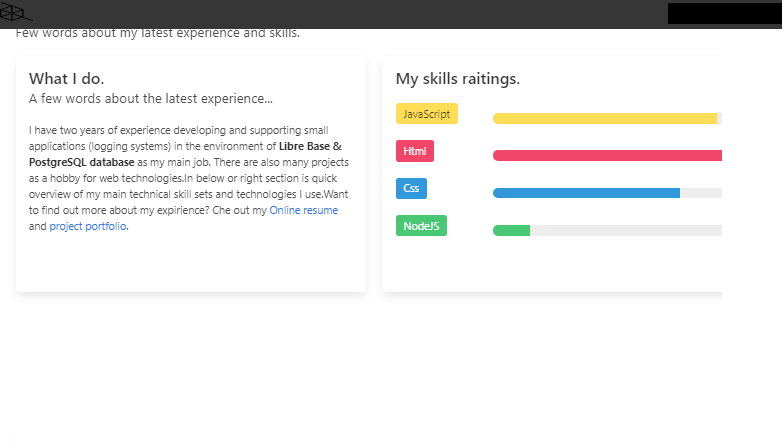 Few words about my latest experience and skills.
What I do.
A few words about the latest experience...
I have two years of experience developing and supporting small
applications (logging systems) in the environment of Libre Base &
PostgreSQL database as my main job. There are also many projects
as a hobby for web technologies.In below or right section is quick
overview of my main technical skill sets and technologies I use.Want
to find out more about my expirience? Che out my Online resume
and project portfolio.
My skills raitings.
JavaScript
Html
Css
NodeJS